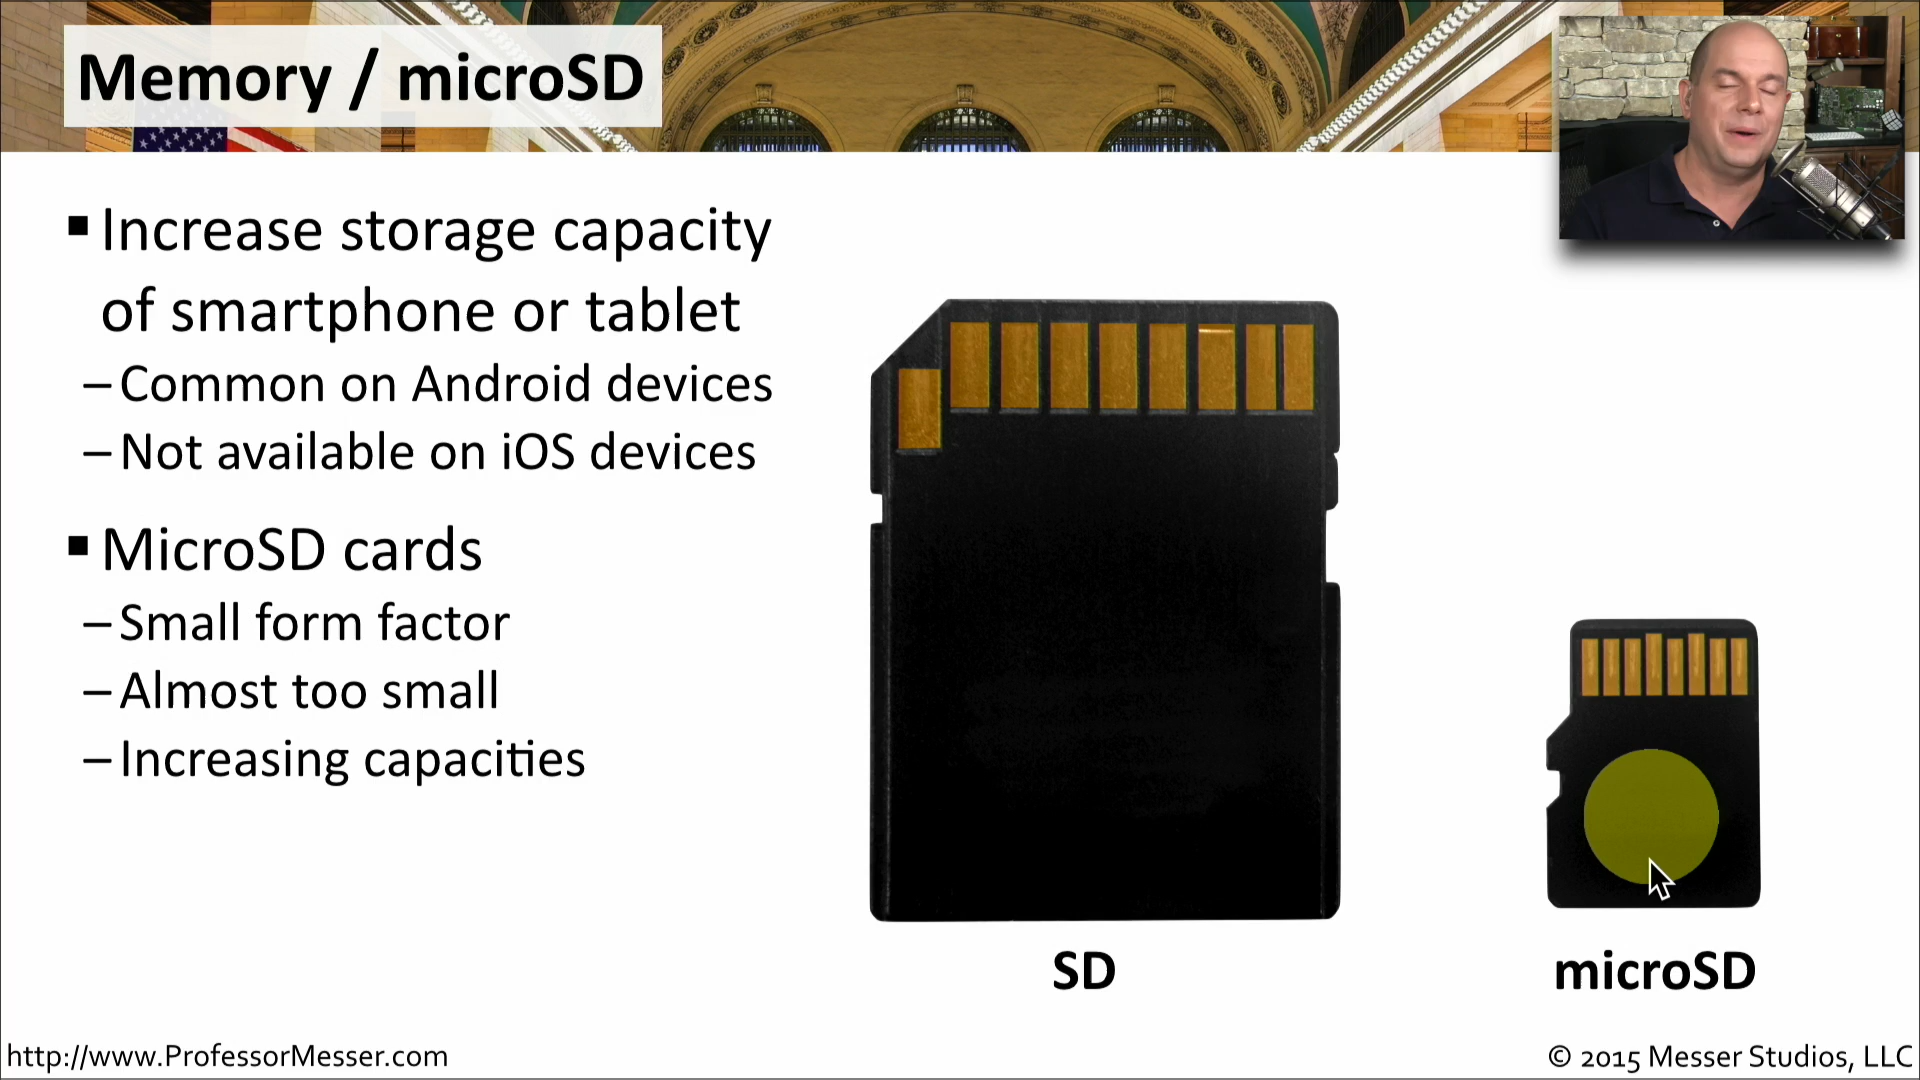 Memory / microSD
▪ Increase storage capacity
of smartphone or tablet
– Common on Android devices
– Not available on iOS devices
▪ MicroSD cards
– Small form factor
– Almost too small
– Increasing capacities
SD
microSD
http://www.ProfessorMesser.com
© 2015 Messer Studios, LLC